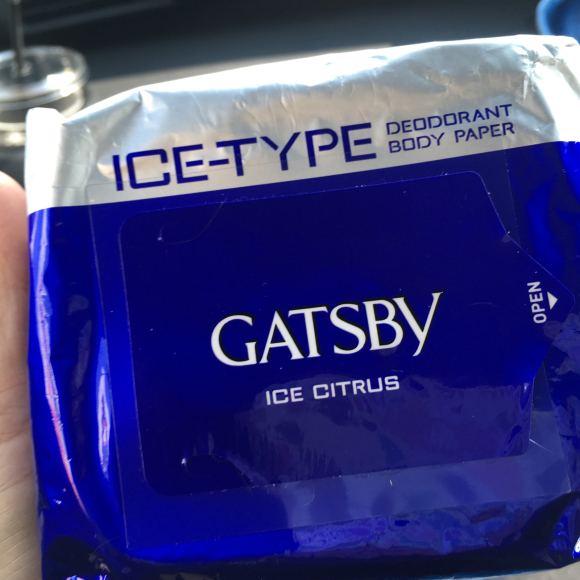 ICE-TYPE
DEODORANT
BODY PAPER
OPEN
GATSBY
ICE CITRUS